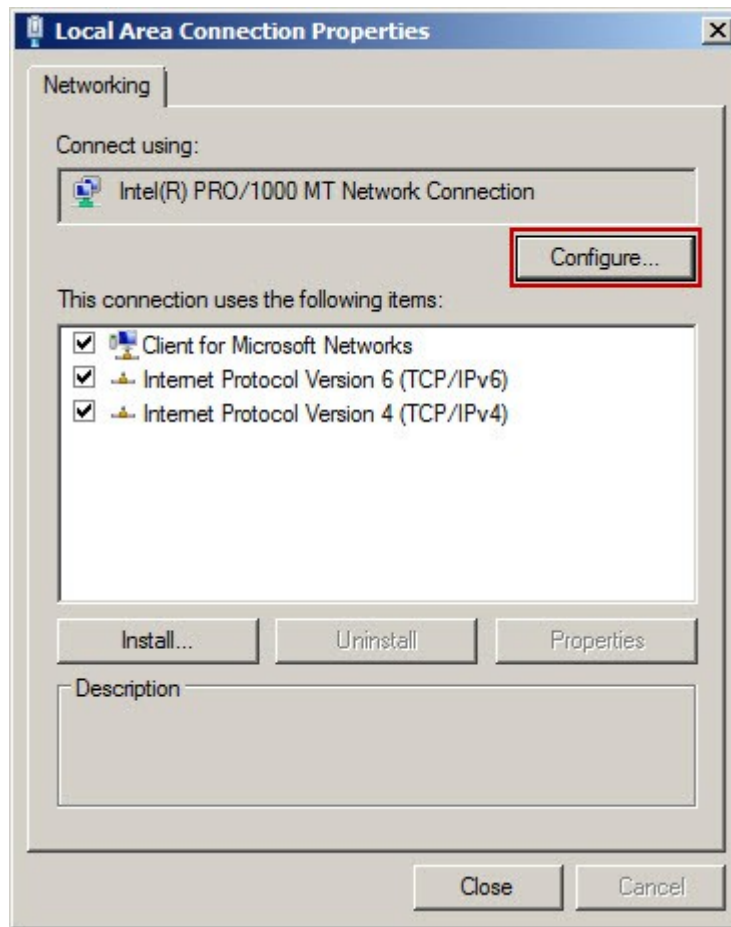 Local Area Connection Properties
Networking
Connect using:
Intel(R) PRO/1000 MT Network Connection
Configure...
This connection uses the following items:
Client for Microsoft Networks
Internet Protocol Version 6 (TCP/IPv6)
Internet Protocol Version 4 (TCP/IPv4)
Install... Uninstall Properties
Description
Close Cancel